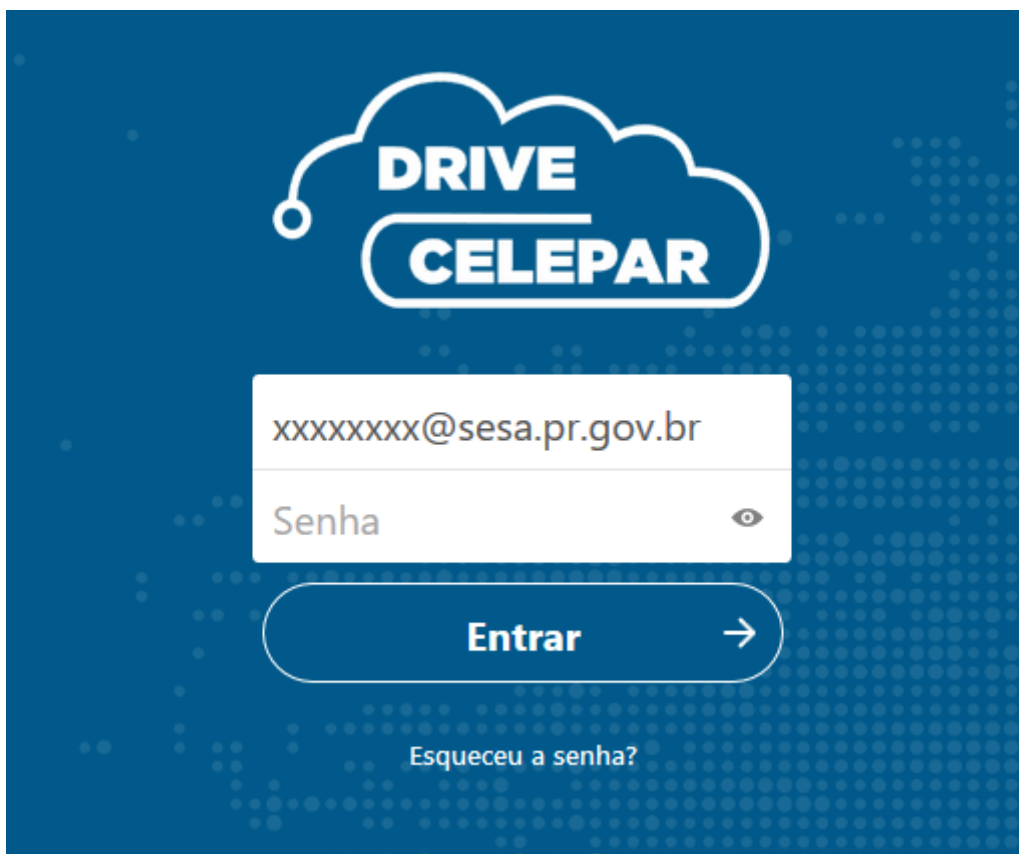 DRIVE
CELEPAR
xxxxxxxx@sesa.pr.gov.br
Senha
Entrar
Esqueceu a senha?